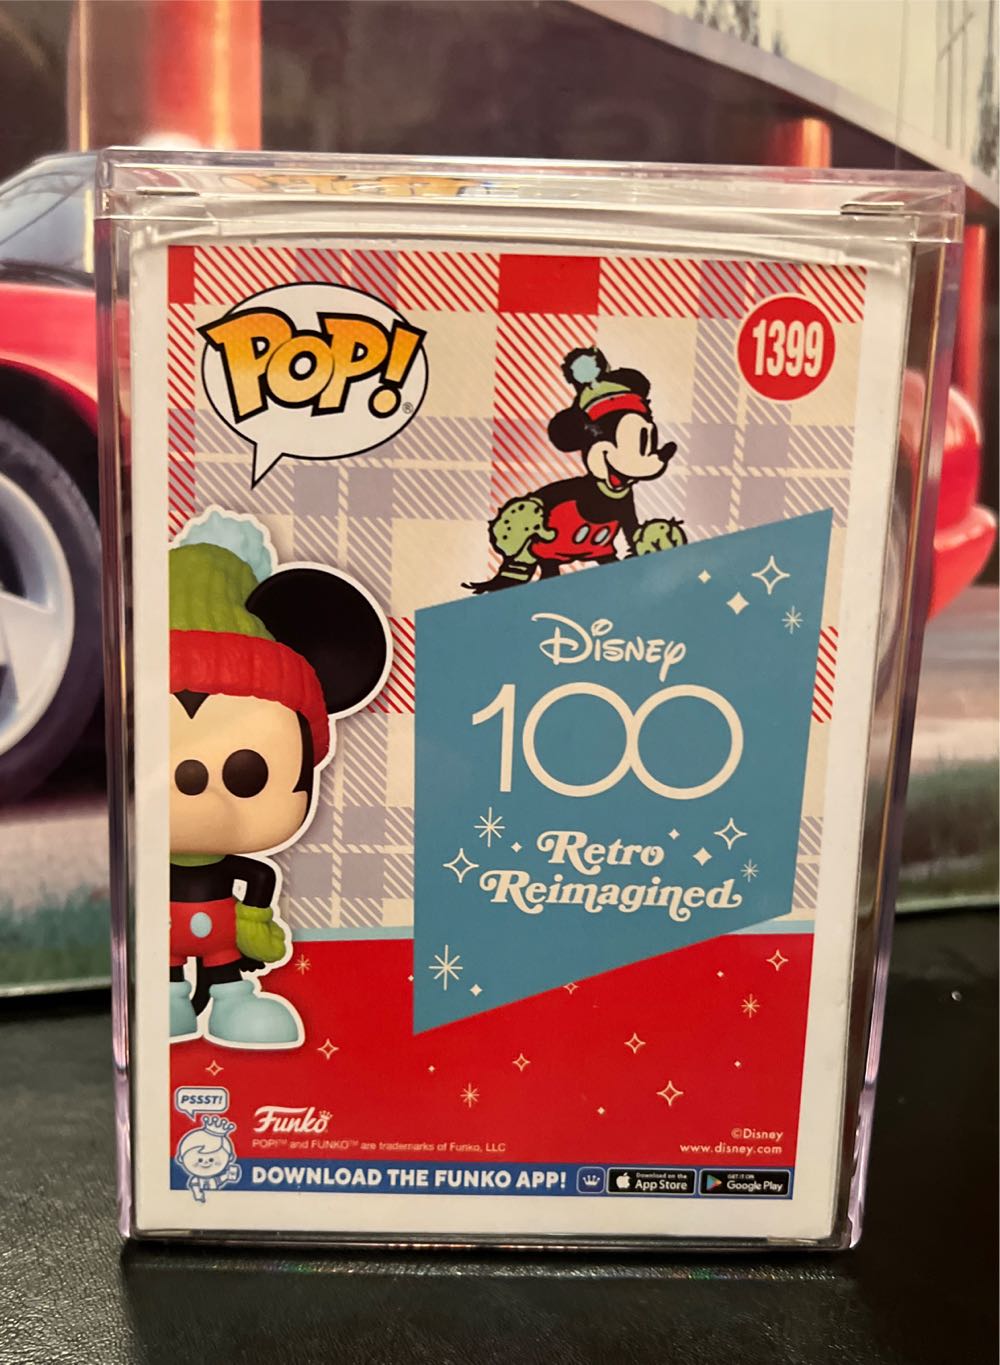 POP!®
1399
Disney
100
Retro
Reimagined
PSSST!
Funko
POP!™ and FUNKO™ are trademarks of Funko, LLC
©Disney
www.disney.com
DOWNLOAD THE FUNKO APP!
Download on the
App Store
GET IT ON
Google Play